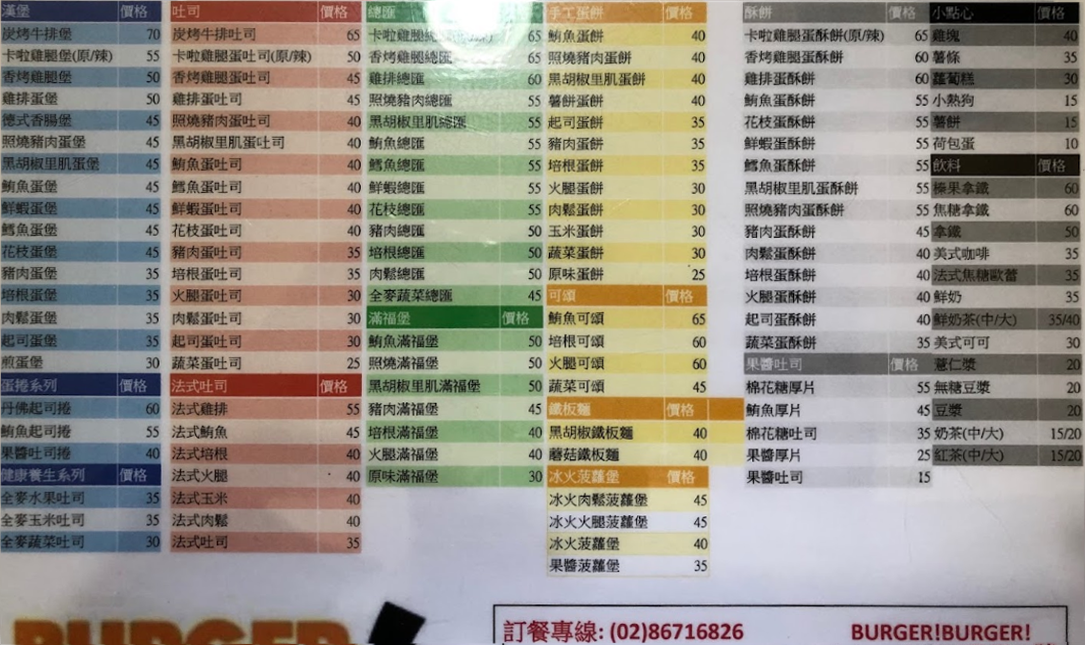 漢堡 價格
炭烤牛排堡 70
卡啦雞腿堡(原/辣) 55
香烤雞腿堡 50
雞排蛋堡 50
德式香腸堡 45
照燒豬肉蛋堡 45
黑胡椒里肌蛋堡 45
鮪魚蛋堡 45
鮮蝦蛋堡 45
鱈魚蛋堡 45
花枝蛋堡 45
豬肉蛋堡 35
培根蛋堡 35
肉鬆蛋堡 35
起司蛋堡 35
煎蛋堡 30
蛋捲系列 價格
丹佛起司捲 60
鮪魚起司捲 55
果醬吐司捲 40
健康養生系列 價格
全麥水果吐司 35
全麥玉米吐司 35
全麥蔬菜吐司 30
吐司 價格
炭烤牛排吐司 65
卡啦雞腿蛋吐司(原/辣) 50
香烤雞腿蛋吐司 45
雞排蛋吐司 45
照燒豬肉蛋吐司 40
黑胡椒里肌蛋吐司 40
鮪魚蛋吐司 40
鱈魚蛋吐司 40
鮮蝦蛋吐司 40
花枝蛋吐司 40
豬肉蛋吐司 35
培根蛋吐司 35
火腿蛋吐司 30
肉鬆蛋吐司 30
起司蛋吐司 30
蔬菜蛋吐司 25
法式吐司 價格
法式雞排 55
法式鮪魚 45
法式培根 40
法式火腿 40
法式玉米 40
法式肉鬆 40
法式吐司 35
總匯 價格
卡啦雞腿 65
香烤雞腿總匯 65
雞排總匯 60
照燒豬肉總匯 55
黑胡椒里肌總匯 55
鮪魚總匯 55
鱈魚總匯 55
鮮蝦總匯 55
花枝總匯 55
豬肉總匯 50
培根總匯 50
肉鬆總匯 50
全麥蔬菜總匯 45
滿福堡 價格
鮪魚滿福堡 50
照燒滿福堡 50
黑胡椒里肌滿福堡 50
豬肉滿福堡 45
培根滿福堡 40
火腿滿福堡 40
原味滿福堡 30
手工蛋餅 價格
鮪魚蛋餅 40
照燒豬肉蛋餅 40
黑胡椒里肌蛋餅 40
薯餅蛋餅 40
起司蛋餅 35
豬肉蛋餅 35
培根蛋餅 35
火腿蛋餅 30
肉鬆蛋餅 30
玉米蛋餅 30
蔬菜蛋餅 30
原味蛋餅 25
可頌 價格
鮪魚可頌 65
培根可頌 60
火腿可頌 60
蔬菜可頌 45
鐵板麵 價格
黑胡椒鐵板麵 40
蘑菇鐵板麵 40
冰火菠蘿堡 價格
冰火肉鬆菠蘿堡 45
冰火火腿菠蘿堡 45
冰火菠蘿堡 40
果醬菠蘿堡 35
酥餅 價格
卡啦雞腿蛋酥餅(原/辣) 65
香烤雞腿蛋酥餅 60
雞排蛋酥餅 60
鮪魚蛋酥餅 55
花枝蛋酥餅 55
鮮蝦蛋酥餅 55
鱈魚蛋酥餅 55
黑胡椒里肌蛋酥餅 55
照燒豬肉蛋酥餅 55
豬肉蛋酥餅 45
肉鬆蛋酥餅 40
培根蛋酥餅 40
火腿蛋酥餅 40
起司蛋酥餅 40
蔬菜蛋酥餅 35
果醬吐司 價格
棉花糖厚片 55
鮪魚厚片 45
棉花糖吐司 35
果醬厚片 25
果醬吐司 15
小點心 價格
雞塊 40
薯條 35
蘿蔔糕 30
小熱狗 15
薯餅 15
荷包蛋 10
飲料 價格
榛果拿鐵 60
焦糖拿鐵 60
拿鐵 50
美式咖啡 35
法式焦糖歐蕾 35
鮮奶 35
鮮奶茶(中/大) 35/40
美式可可 30
薏仁漿 20
無糖豆漿 20
豆漿 20
奶茶(中/大) 15/20
紅茶(中/大) 15/20
BURGER
訂餐專線: (02)86716826 BURGER!BURGER!